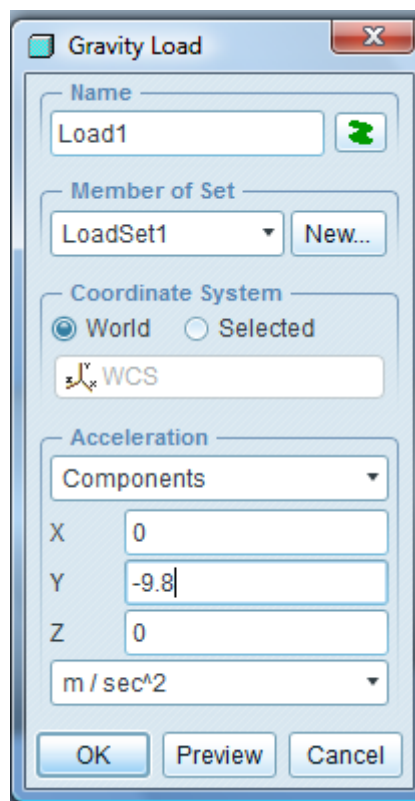 Gravity Load
Name
Load1
Member of Set
LoadSet1 New...
Coordinate System
World Selected
WCS
Acceleration
Components
X 0
Y -9.8
Z 0
m / sec^2
OK Preview Cancel